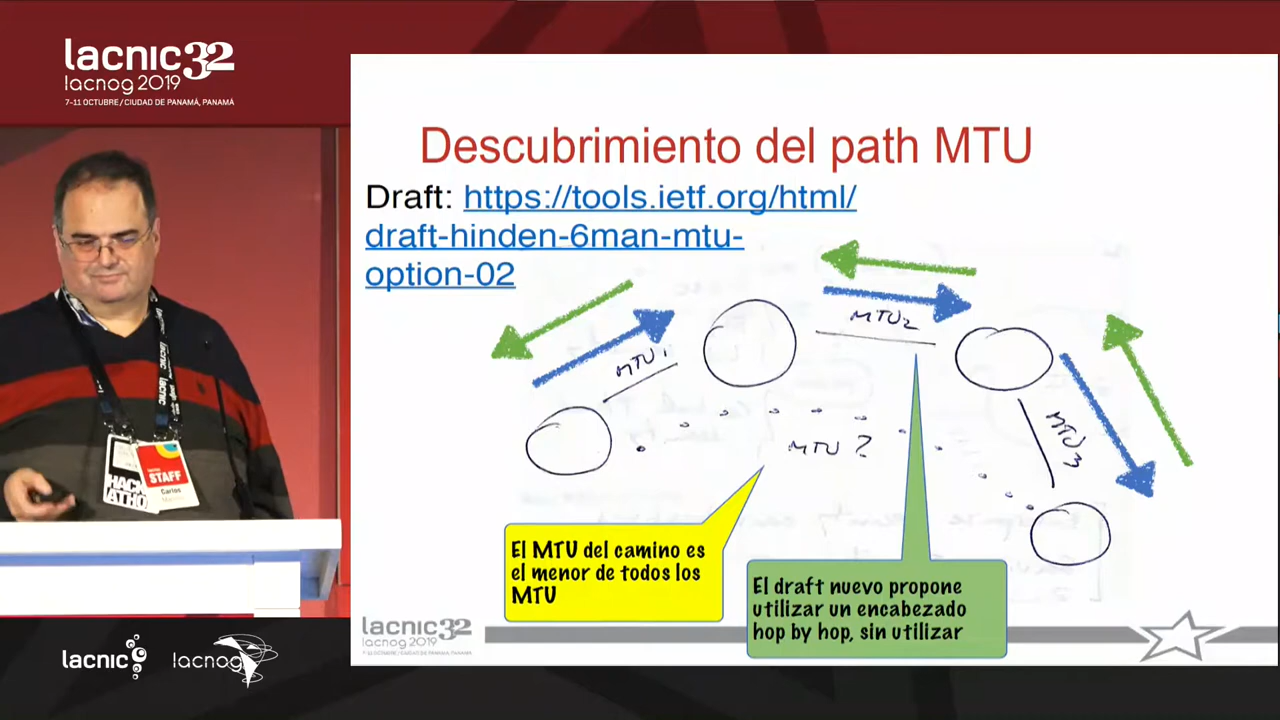 lacnic32
lacnog 2019
7-11 OCTUBRE / CIUDAD DE PANAMÁ, PANAMÁ
Descubrimiento del path MTU
Draft: https://tools.ietf.org/html/
draft-hinden-6man-mtu-
option-02
MTU1
MTU2
MTU3
MTU?
El MTU del camino es
el menor de todos los
MTU
El draft nuevo propone
utilizar un encabezado
hop by hop, sin utilizar
HACK
ATHO
STAFF
Carlos
lacnic32
lacnog 2019
lacnic
lacnog